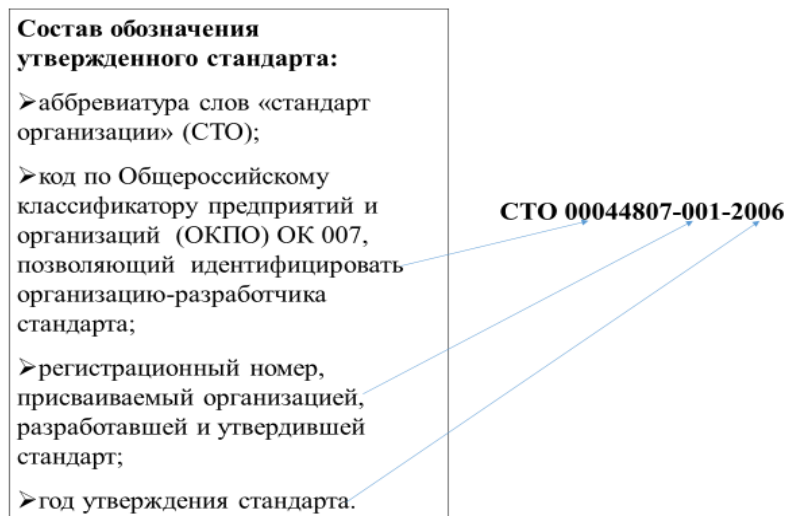 Состав обозначения
утвержденного стандарта:
➢аббревиатура слов «стандарт
организации» (СТО);
➢код по Общероссийскому
классификатору предприятий и
организаций (ОКПО) ОК 007,
позволяющий идентифицировать
организацию-разработчика
стандарта;
➢регистрационный номер,
присваиваемый организацией,
разработавшей и утвердившей
стандарт;
➢год утверждения стандарта.
СТО 00044807-001-2006